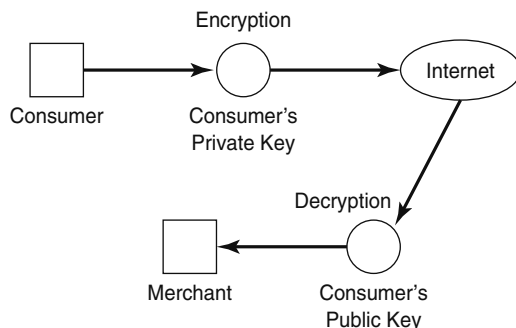 Encryption
Internet
Consumer
Consumer's
Private Key
Decryption
Merchant
Consumer's
Public Key